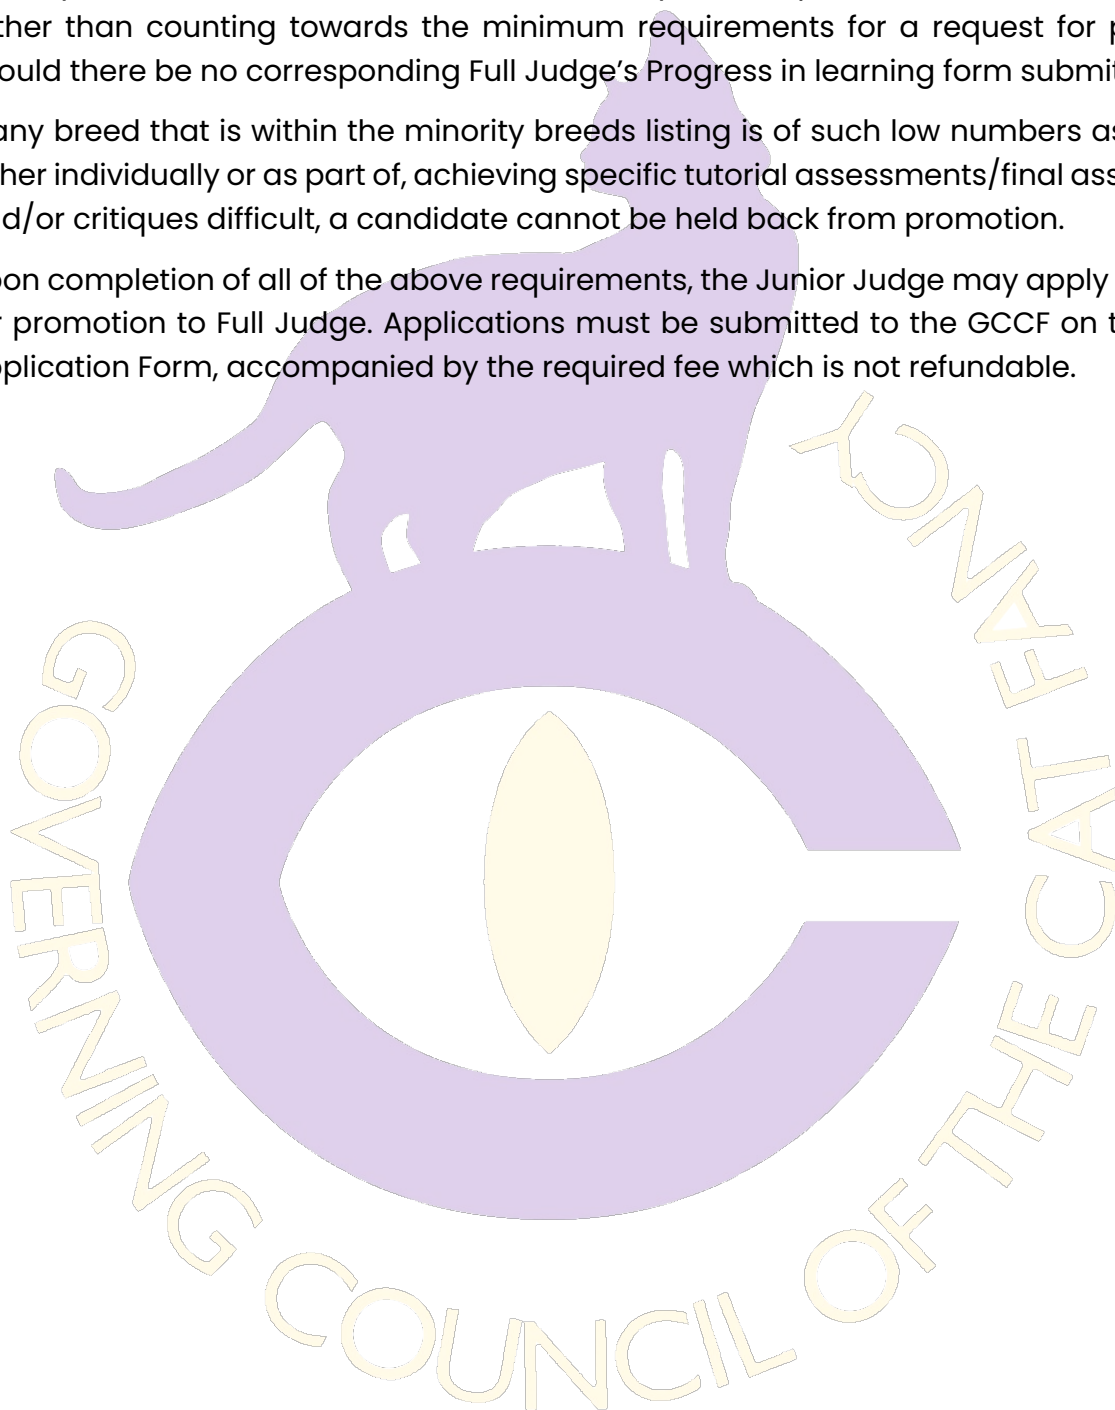 ther than counting towards the minimum requirements for a request for
ould there be no corresponding Full Judge's Progress in learning form submit
any breed that is within the minority breeds listing is of such low numbers as
her individually or as part of, achieving specific tutorial assessments/final ass
d/or critiques difficult, a candidate cannot be held back from promotion.
on completion of all of the above requirements, the Junior Judge may apply
r promotion to Full Judge. Applications must be submitted to the GCCF on t
plication Form, accompanied by the required fee which is not refundable.
GOVERNING COUNCIL OF THE CAT FANCY